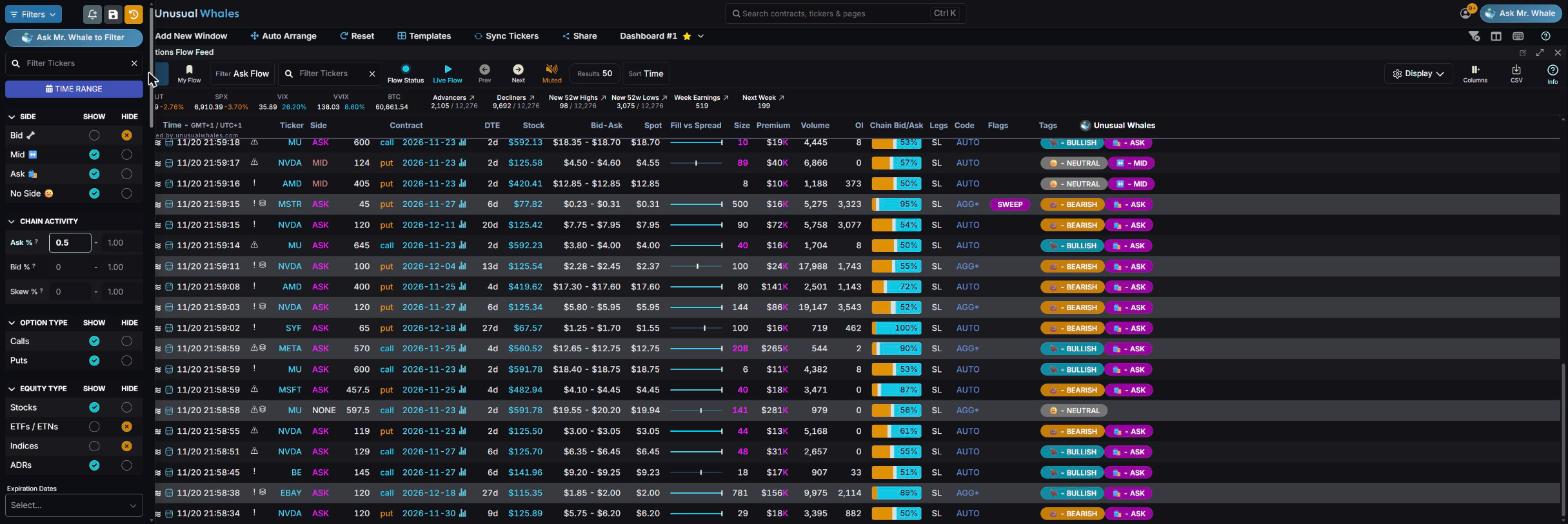 Filters
Unusual Whales
Search contracts, tickers & pages Ctrl K
9+
Ask Mr. Whale
Ask Mr. Whale to Filter
Add New Window Auto Arrange Reset Templates Sync Tickers Share Dashboard #1
tions Flow Feed
Filter Tickers
TIME RANGE
My Flow Filter Ask Flow Filter Tickers Flow Status Live Flow Prev Next Muted Results 50 Sort Time Display Columns CSV Info
UT SPX VIX VVIX BTC Advancers Decliners New 52w Highs New 52w Lows Week Earnings Next Week
9 -2.76% 6,910.39 -3.70% 35.89 26.20% 138.03 6.80% 60,661.54 2,105 / 12,276 9,692 / 12,276 98 / 12,276 3,075 / 12,276 519 199
Time - GMT+1 / UTC+1 Ticker Side Contract DTE Stock Bid-Ask Spot Fill vs Spread Size Premium Volume OI Chain Bid/Ask Legs Code Flags Tags Unusual Whales
ed by unusualwhales.com
11/20 21:59:18 MU ASK 600 call 2026-11-23 2d $592.13 $18.35 - $18.70 $18.70 10 $19K 4,445 8 53% SL AUTO - BULLISH - ASK
11/20 21:59:17 NVDA MID 124 put 2026-11-23 2d $125.58 $4.50 - $4.60 $4.55 89 $40K 6,866 0 57% SL AUTO - NEUTRAL - MID
11/20 21:59:16 AMD MID 405 put 2026-11-23 2d $420.41 $12.85 - $12.85 $12.85 8 $10K 1,188 373 50% SL AUTO - NEUTRAL - MID
11/20 21:59:15 MSTR ASK 45 put 2026-11-27 6d $77.82 $0.23 - $0.31 $0.31 500 $16K 5,275 3,323 95% SL AGG+ SWEEP - BEARISH - ASK
11/20 21:59:15 NVDA ASK 120 put 2026-12-11 20d $125.42 $7.75 - $7.95 $7.95 90 $72K 5,758 3,077 54% SL AUTO - BEARISH - ASK
11/20 21:59:14 MU ASK 645 call 2026-11-23 2d $592.23 $3.80 - $4.00 $4.00 40 $16K 1,704 8 50% SL AUTO - BULLISH - ASK
11/20 21:59:11 NVDA ASK 100 put 2026-12-04 13d $125.54 $2.28 - $2.45 $2.37 100 $24K 17,988 1,743 55% SL AGG+ - BEARISH - ASK
11/20 21:59:08 AMD ASK 400 put 2026-11-25 4d $419.62 $17.30 - $17.60 $17.60 80 $141K 2,501 1,143 72% SL AUTO - BEARISH - ASK
11/20 21:59:03 NVDA ASK 120 put 2026-11-27 6d $125.34 $5.80 - $5.95 $5.95 144 $86K 19,147 3,543 52% SL AGG+ - BEARISH - ASK
11/20 21:59:02 SYF ASK 65 put 2026-12-18 27d $67.57 $1.25 - $1.70 $1.55 100 $16K 719 462 100% SL AUTO - BEARISH - ASK
11/20 21:58:59 META ASK 570 call 2026-11-25 4d $560.52 $12.65 - $12.75 $12.75 208 $265K 544 2 90% SL AGG+ - BULLISH - ASK
11/20 21:58:59 MU ASK 600 call 2026-11-23 2d $591.78 $18.40 - $18.75 $18.75 6 $11K 4,382 8 53% SL AUTO - BULLISH - ASK
11/20 21:58:59 MSFT ASK 457.5 put 2026-11-25 4d $482.94 $4.10 - $4.45 $4.45 40 $18K 3,471 0 87% SL AUTO - BEARISH - ASK
11/20 21:58:58 MU NONE 597.5 call 2026-11-23 2d $591.78 $19.55 - $20.20 $19.94 141 $281K 979 0 56% SL AGG+ - NEUTRAL
11/20 21:58:55 NVDA ASK 119 put 2026-11-23 2d $125.50 $3.00 - $3.05 $3.05 44 $13K 5,168 0 61% SL AUTO - BEARISH - ASK
11/20 21:58:51 NVDA ASK 129 call 2026-11-27 6d $125.70 $6.35 - $6.45 $6.45 48 $31K 2,657 0 55% SL AUTO - BULLISH - ASK
11/20 21:58:45 BE ASK 145 call 2026-11-27 6d $141.96 $9.20 - $9.25 $9.23 18 $17K 907 33 51% SL AUTO - BULLISH - ASK
11/20 21:58:38 EBAY ASK 120 call 2026-12-18 27d $115.35 $1.85 - $2.00 $2.00 781 $156K 9,975 2,114 89% SL AGG+ - BULLISH - ASK
11/20 21:58:34 NVDA ASK 120 put 2026-11-30 9d $125.89 $5.75 - $6.20 $6.20 29 $18K 3,395 882 50% SL AUTO - BEARISH - ASK
SIDE SHOW HIDE
Bid
Mid
Ask
No Side
CHAIN ACTIVITY
Ask % ? 0.5 - 1.00
Bid % ? 0 - 1.00
Skew % ? 0 - 1.00
OPTION TYPE SHOW HIDE
Calls
Puts
EQUITY TYPE SHOW HIDE
Stocks
ETFs / ETNs
Indices
ADRs
Expiration Dates
Select...